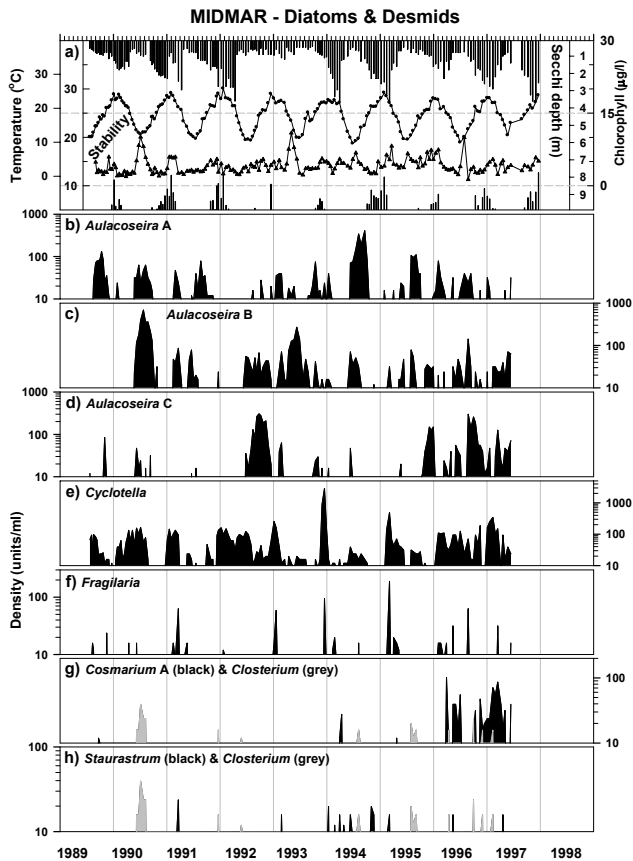 MIDMAR - Diatoms & Desmids
a)
Stability
Temperature (°C)
30
20
10
0
30
20
10
Secchi depth (m)
1
2
3
4
5
6
7
8
9
Chlorophyll (µg/l)
30
15
0
b) Aulacoseira A
1000
100
10
c) Aulacoseira B
1000
100
10
d) Aulacoseira C
1000
100
10
e) Cyclotella
1000
100
10
Density (units/ml)
f) Fragilaria
100
10
g) Cosmarium A (black) & Closterium (grey)
100
10
h) Staurastrum (black) & Closterium (grey)
100
10
1989 1990 1991 1992 1993 1994 1995 1996 1997 1998